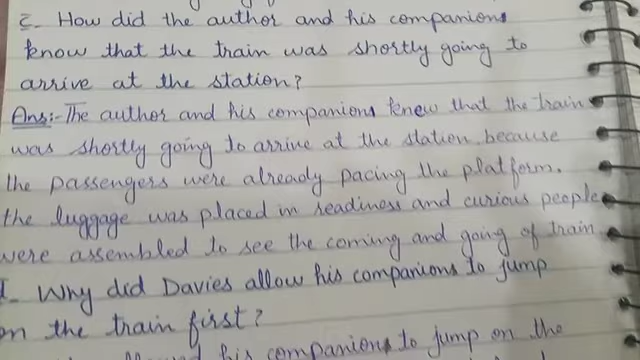 c. How did the author and his companions
know that the train was shortly going to
arrive at the station?
Ans:- The author and his companions knew that the train
was shortly going to arrive at the station because
the passengers were already pacing the platform.
the luggage was placed in readiness and curious people
were assembled to see the coming and going of train
d. Why did Davies allow his companions to jump
on the train first?
his companions to jump on the